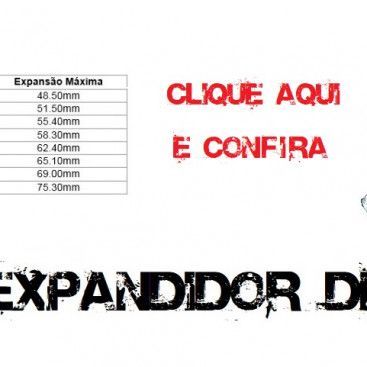 Expansão Máxima
48.50mm
51.50mm
55.40mm
58.30mm
62.40mm
65.10mm
69.00mm
75.30mm
CLIQUE AQUI
E CONFIRA
EXPANDIDOR DE